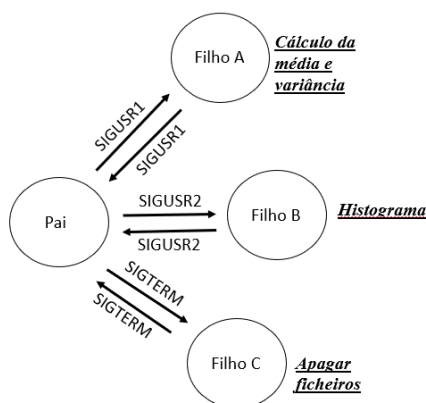 Filho A
Cálculo da
média e
variância
SIGUSR1
SIGUSR1
Pai
SIGUSR2
SIGUSR2
Filho B
Histograma
SIGTERM
SIGTERM
Filho C
Apagar
ficheiros